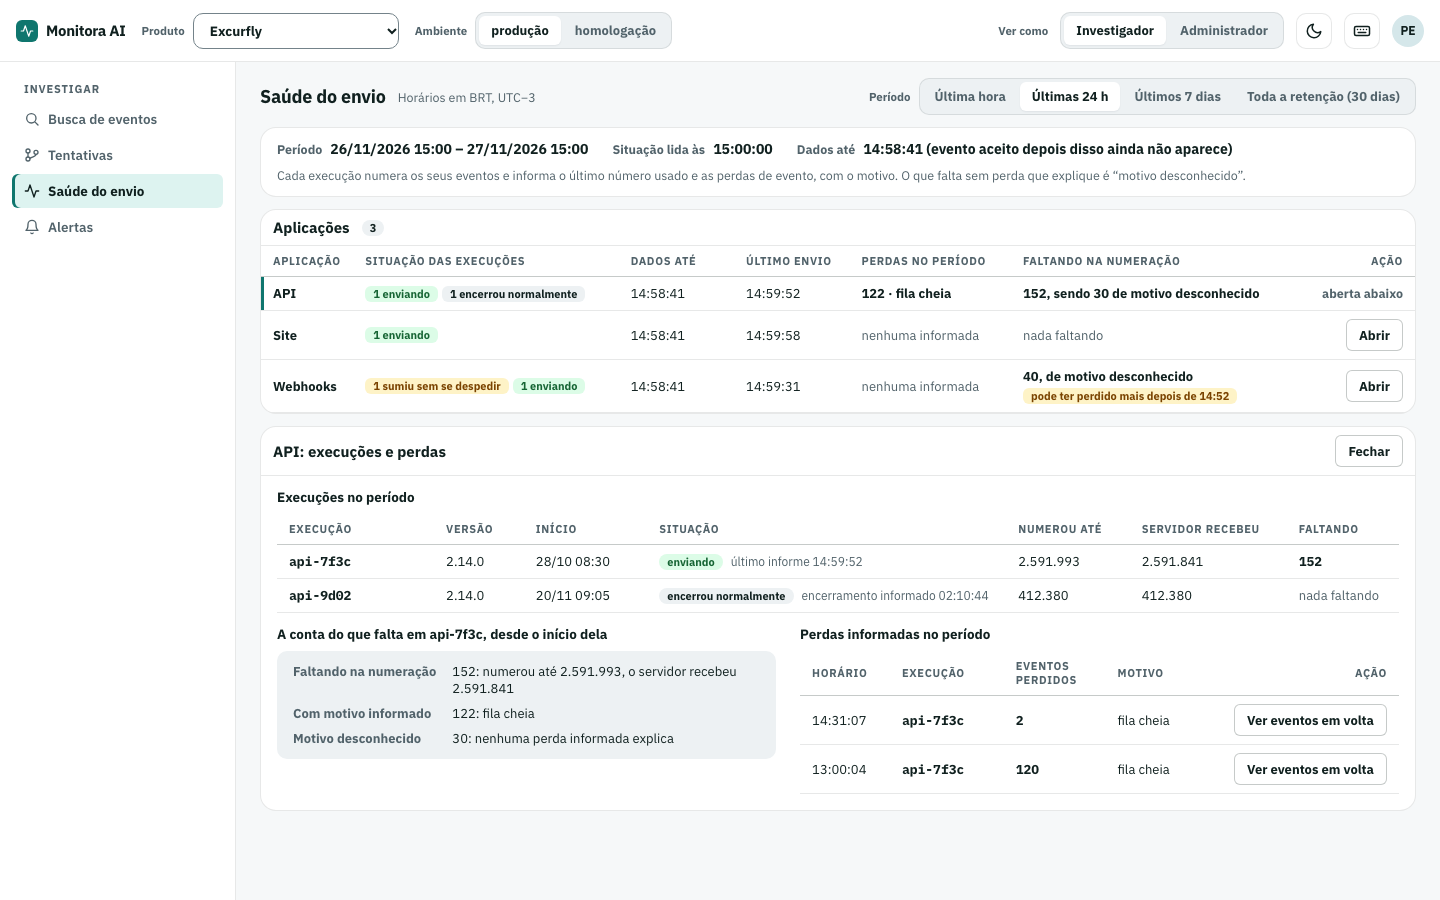 Monitora AI Produto Excurfly Ambiente produção homologação Ver como Investigador Administrador PE
INVESTIGAR
Busca de eventos
Tentativas
Saúde do envio
Alertas
Saúde do envio Horários em BRT, UTC−3 Período Última hora Últimas 24 h Últimos 7 dias Toda a retenção (30 dias)
Período 26/11/2026 15:00 – 27/11/2026 15:00 Situação lida às 15:00:00 Dados até 14:58:41 (evento aceito depois disso ainda não aparece)
Cada execução numera os seus eventos e informa o último número usado e as perdas de evento, com o motivo. O que falta sem perda que explique é “motivo desconhecido”.
Aplicações 3
APLICAÇÃO SITUAÇÃO DAS EXECUÇÕES DADOS ATÉ ÚLTIMO ENVIO PERDAS NO PERÍODO FALTANDO NA NUMERAÇÃO AÇÃO
API 1 enviando 1 encerrou normalmente 14:58:41 14:59:52 122 · fila cheia 152, sendo 30 de motivo desconhecido aberta abaixo
Site 1 enviando 14:58:41 14:59:58 nenhuma informada nada faltando Abrir
Webhooks 1 sumiu sem se despedir 1 enviando 14:58:41 14:59:31 nenhuma informada 40, de motivo desconhecido Abrir
pode ter perdido mais depois de 14:52
API: execuções e perdas Fechar
Execuções no período
EXECUÇÃO VERSÃO INÍCIO SITUAÇÃO NUMEROU ATÉ SERVIDOR RECEBEU FALTANDO
api-7f3c 2.14.0 28/10 08:30 enviando último informe 14:59:52 2.591.993 2.591.841 152
api-9d02 2.14.0 20/11 09:05 encerrou normalmente encerramento informado 02:10:44 412.380 412.380 nada faltando
A conta do que falta em api-7f3c, desde o início dela
Faltando na numeração 152: numerou até 2.591.993, o servidor recebeu
2.591.841
Com motivo informado 122: fila cheia
Motivo desconhecido 30: nenhuma perda informada explica
Perdas informadas no período
HORÁRIO EXECUÇÃO EVENTOS PERDIDOS MOTIVO AÇÃO
14:31:07 api-7f3c 2 fila cheia Ver eventos em volta
13:00:04 api-7f3c 120 fila cheia Ver eventos em volta